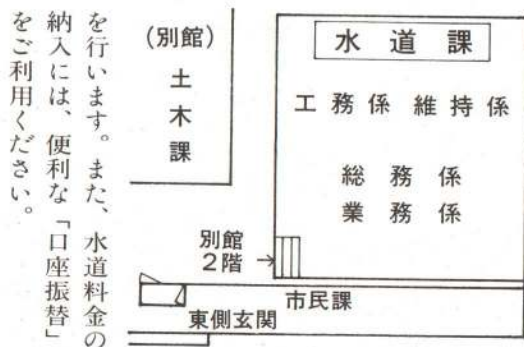 水道課
工務係 維持係
総務係
業務係
(別館)
土木課
別館
2階→
市民課
東側玄関
を行います。また、水道料金の
納入には、便利な「口座振替」
をご利用ください。